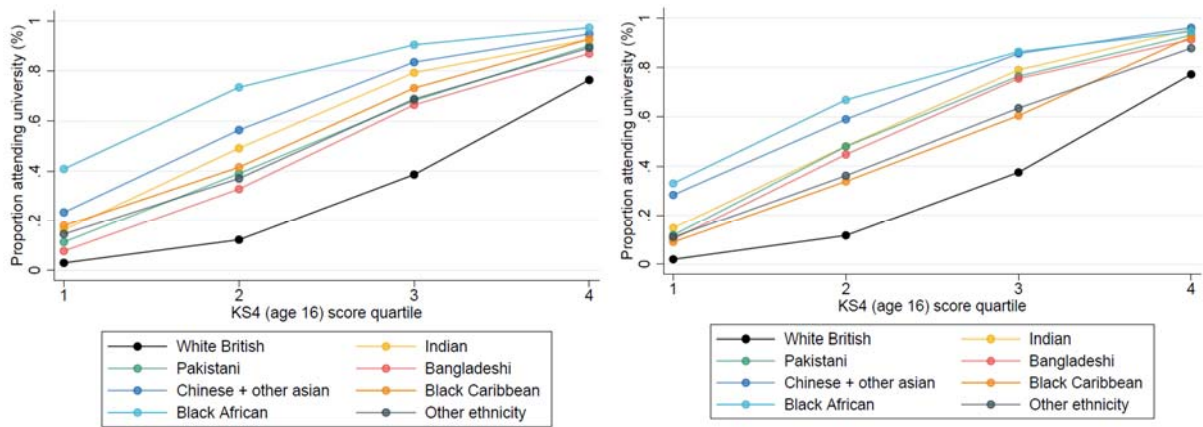 Proportion attending university (%)
1
.8
.6
.4
.2
0
1 2 3 4
KS4 (age 16) score quartile
White British Indian
Pakistani Bangladeshi
Chinese + other asian Black Caribbean
Black African Other ethnicity
Proportion attending university (%)
1
.8
.6
.4
.2
0
1 2 3 4
KS4 (age 16) score quartile
White British Indian
Pakistani Bangladeshi
Chinese + other asian Black Caribbean
Black African Other ethnicity